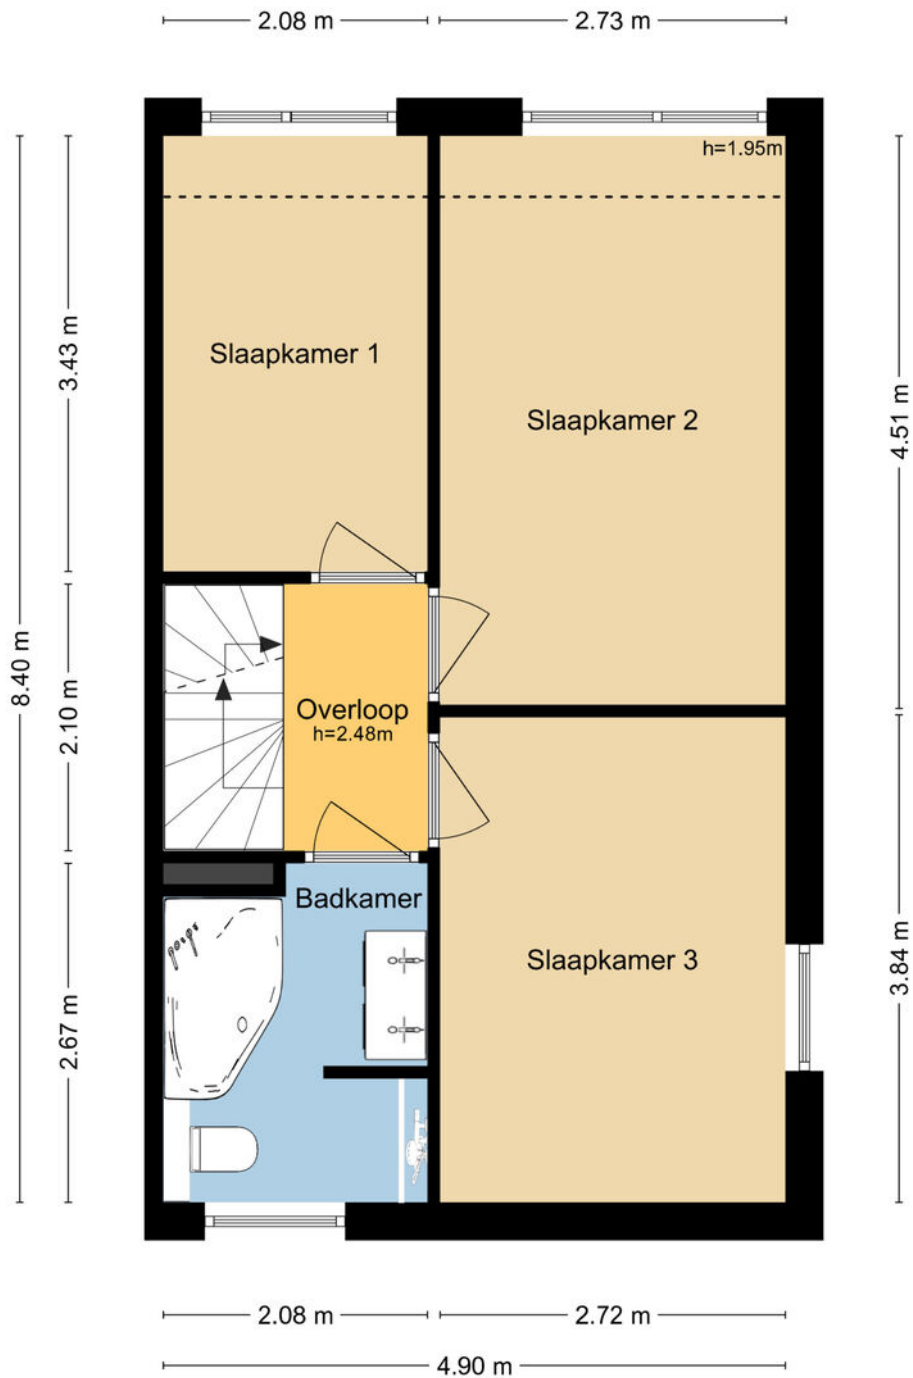 2.08 m
2.73 m
h=1.95m
3.43 m
Slaapkamer 1
Slaapkamer 2
4.51 m
8.40 m
2.10 m
Overloop
h=2.48m
Badkamer
Slaapkamer 3
3.84 m
2.67 m
2.08 m
2.72 m
4.90 m